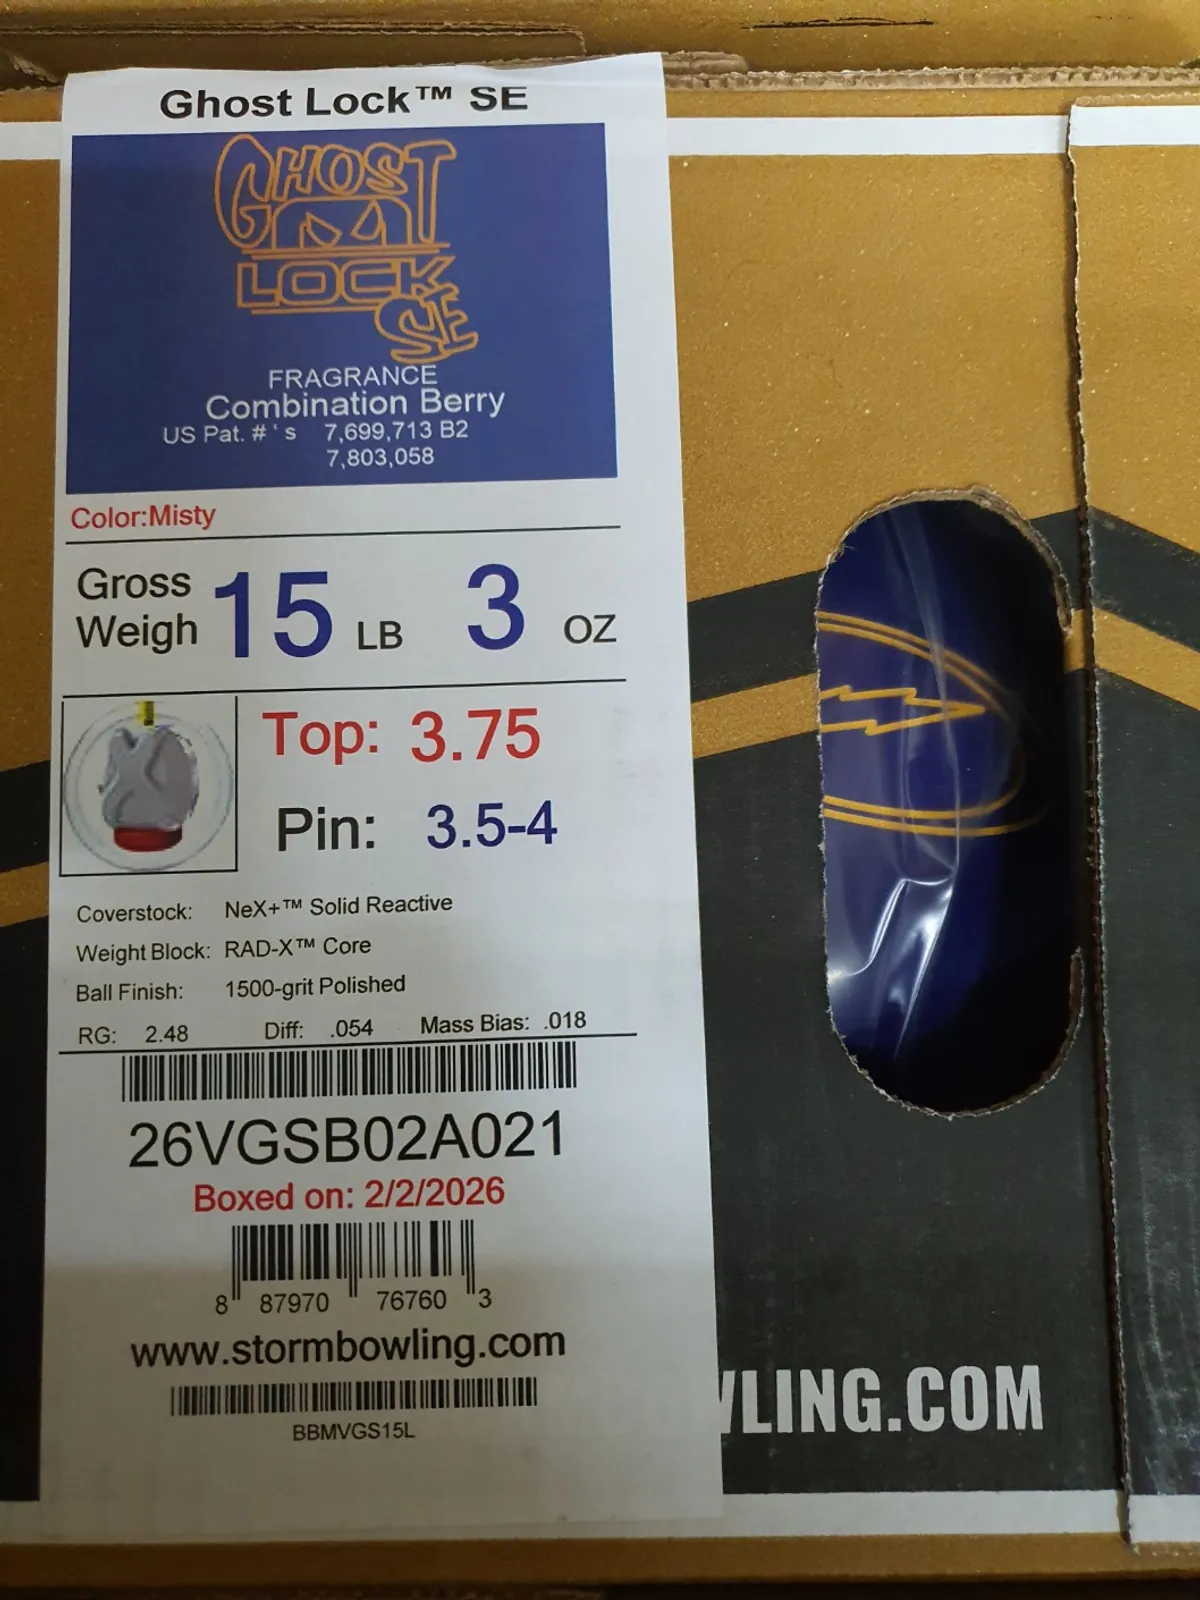 Ghost Lock™ SE
GHOST
LOCK
SE
FRAGRANCE
Combination Berry
US Pat. # ' s 7,699,713 B2
7,803,058
Color:Misty
Gross
Weigh 15 LB 3 OZ
Top: 3.75
Pin: 3.5-4
Coverstock: NeX+™ Solid Reactive
Weight Block: RAD-X™ Core
Ball Finish: 1500-grit Polished
RG: 2.48 Diff: .054 Mass Bias: .018
26VGSB02A021
Boxed on: 2/2/2026
8 87970 76760 3
www.stormbowling.com
BBMVGS15L
WLING.COM